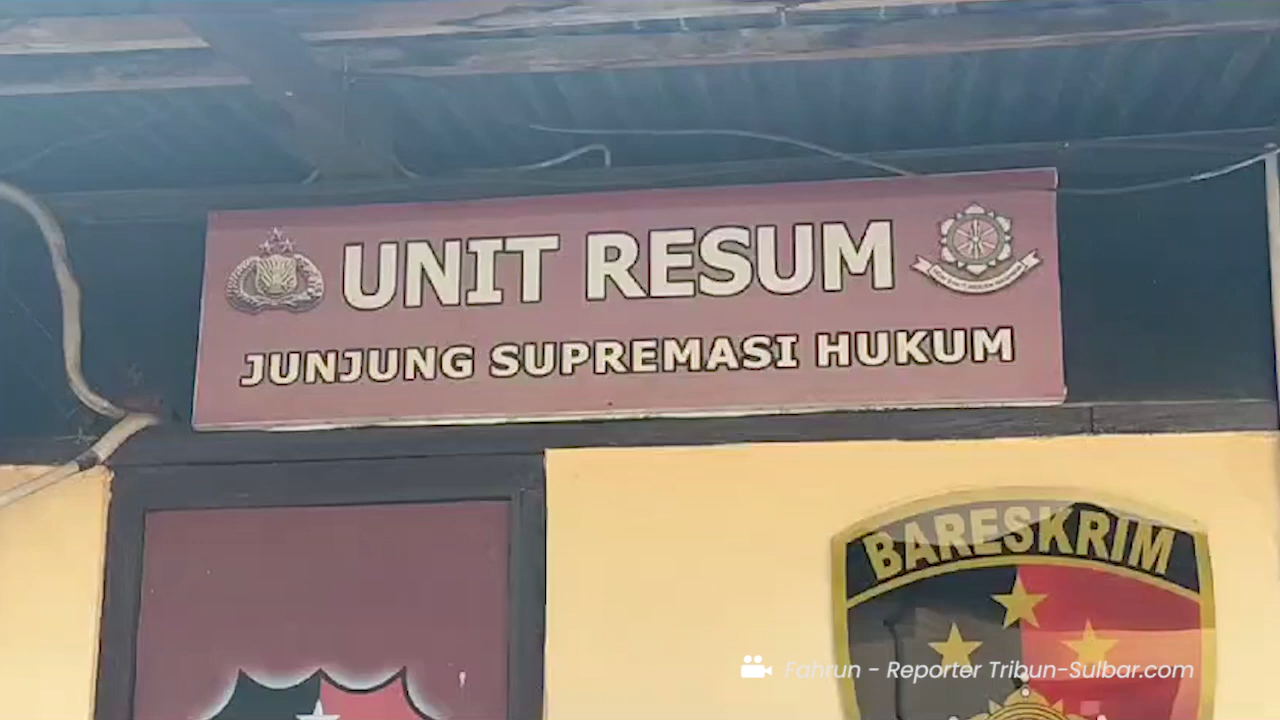 UNIT RESUM
JUNJUNG SUPREMASI HUKUM
BARESKRIM
Fahrun - Reporter Tribun-Sulbar.com